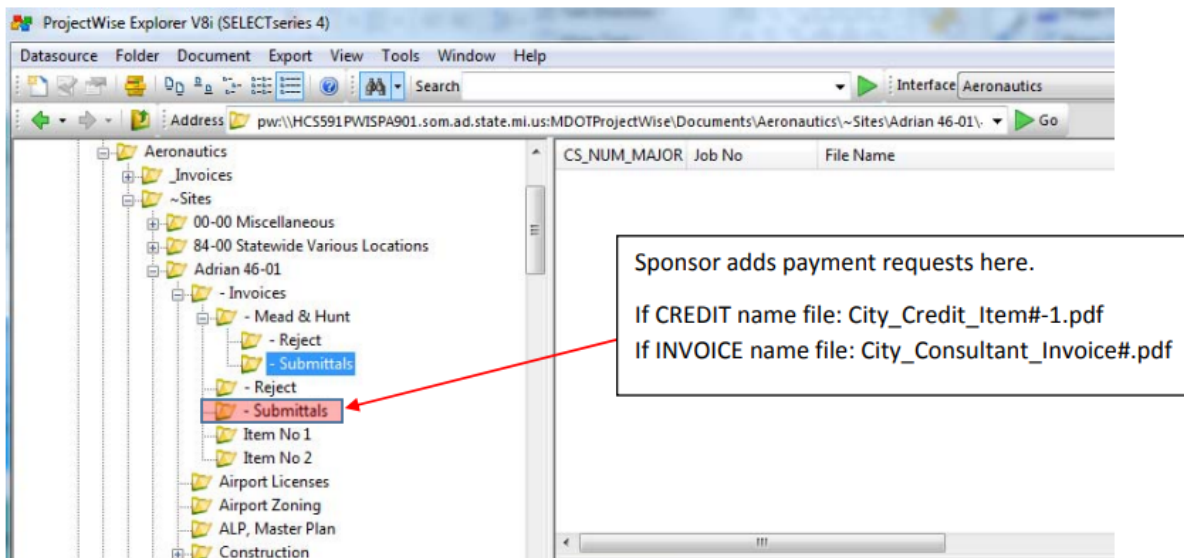 ProjectWise Explorer V8i (SELECTseries 4)
Datasource Folder Document Export View Tools Window Help
Search
Interface Aeronautics
Address pw:\\HCS591PWISPA901.som.ad.state.mi.us:MDOTProjectWise\Documents\Aeronautics\~Sites\Adrian 46-01\- Go
Aeronautics
_Invoices
~Sites
00-00 Miscellaneous
84-00 Statewide Various Locations
Adrian 46-01
- Invoices
- Mead & Hunt
- Reject
- Submittals
- Reject
- Submittals
Item No 1
Item No 2
Airport Licenses
Airport Zoning
ALP, Master Plan
Construction
CS_NUM_MAJOR Job No File Name
Sponsor adds payment requests here.
If CREDIT name file: City_Credit_Item#-1.pdf
If INVOICE name file: City_Consultant_Invoice#.pdf